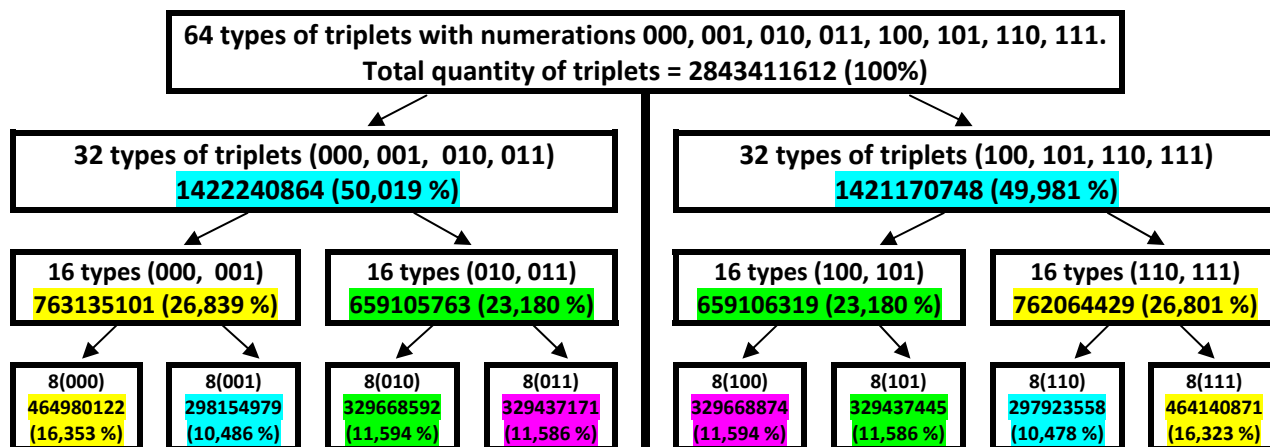 64 types of triplets with numerations 000, 001, 010, 011, 100, 101, 110, 111.
Total quantity of triplets = 2843411612 (100%)
32 types of triplets (000, 001, 010, 011)
1422240864 (50,019 %)
32 types of triplets (100, 101, 110, 111)
1421170748 (49,981 %)
16 types (000, 001)
763135101 (26,839 %)
16 types (010, 011)
659105763 (23,180 %)
16 types (100, 101)
659106319 (23,180 %)
16 types (110, 111)
762064429 (26,801 %)
8(000)
464980122
(16,353 %)
8(001)
298154979
(10,486 %)
8(010)
329668592
(11,594 %)
8(011)
329437171
(11,586 %)
8(100)
329668874
(11,594 %)
8(101)
329437445
(11,586 %)
8(110)
297923558
(10,478 %)
8(111)
464140871
(16,323 %)